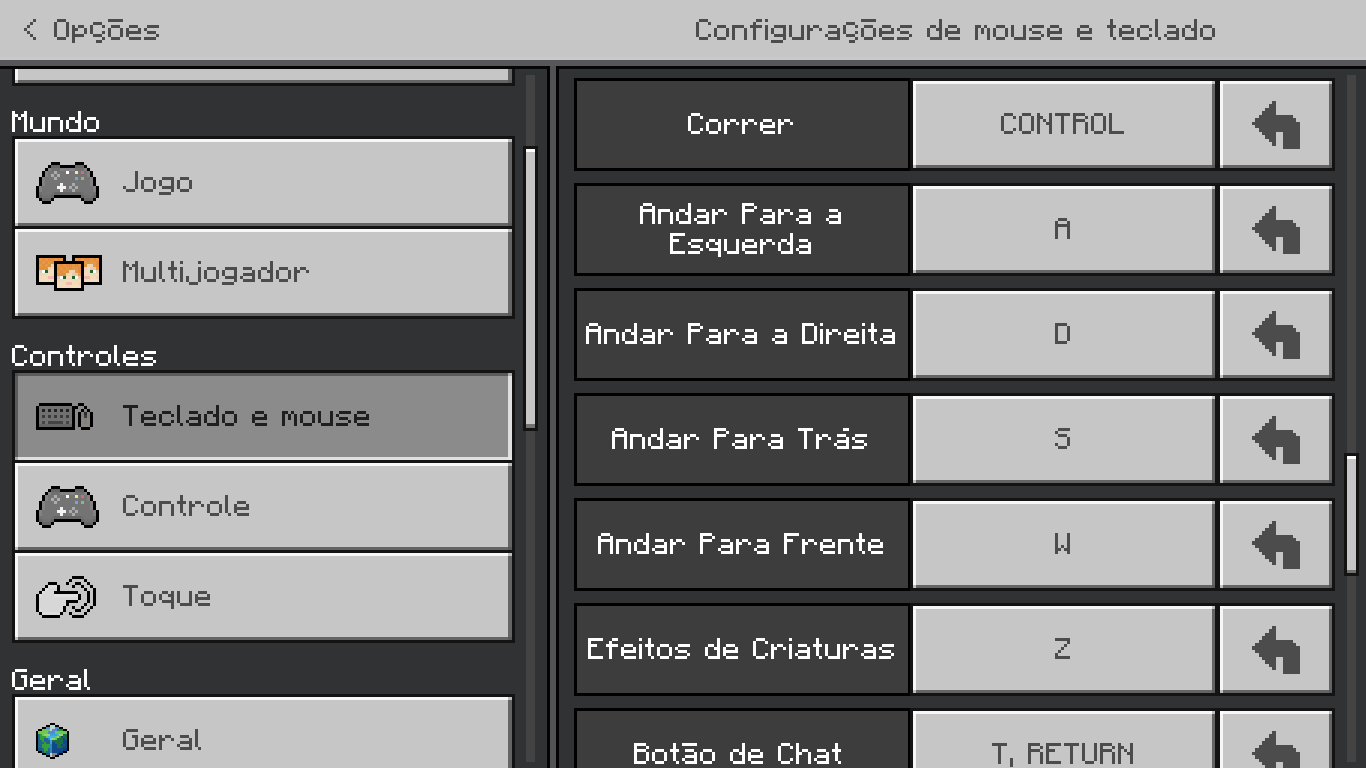 Opções
Configurações de mouse e teclado
Mundo
Jogo
Multijogador
Controles
Teclado e mouse
Controle
Toque
Geral
Geral
Correr
CONTROL
Andar Para a
Esquerda
A
Andar Para a Direita
D
Andar Para Trás
S
Andar Para Frente
W
Efeitos de Criaturas
Z
Botão de Chat
T, RETURN